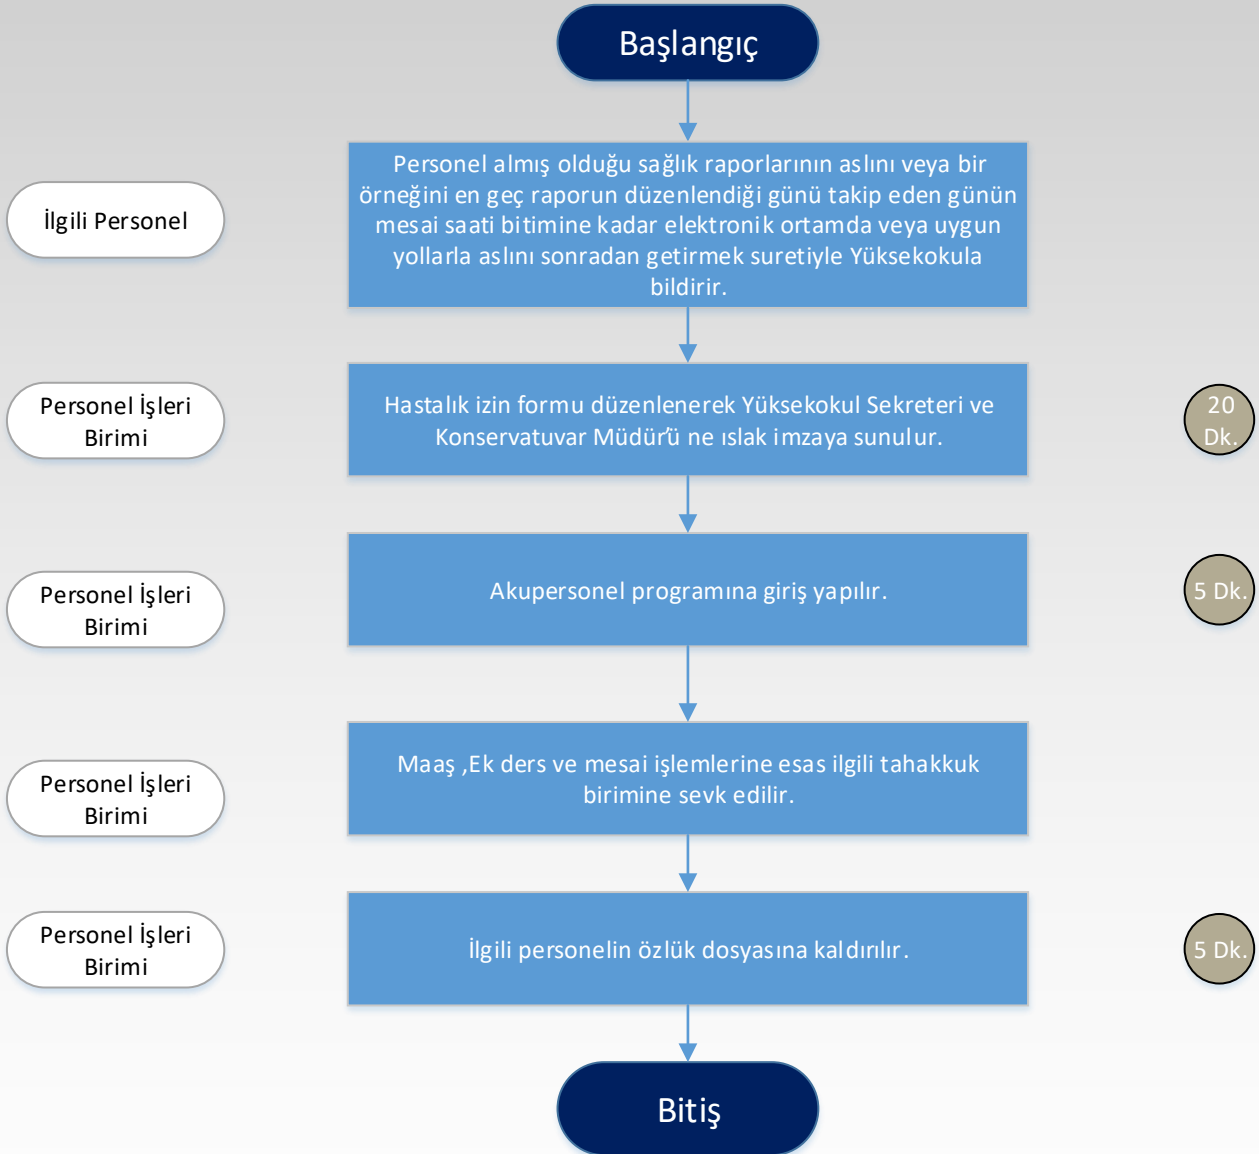 Başlangıç
İlgili Personel
Personel almış olduğu sağlık raporlarının aslını veya bir
örneğini en geç raporun düzenlendiği günü takip eden günün
mesai saati bitimine kadar elektronik ortamda veya uygun
yollarla aslını sonradan getirmek suretiyle Yüksekokula
bildirir.
Personel İşleri
Birimi
Hastalık izin formu düzenlenerek Yüksekokul Sekreteri ve
Konservatuvar Müdür'ü ne ıslak imzaya sunulur.
20
Dk.
Personel İşleri
Birimi
Akupersonel programına giriş yapılır.
5 Dk.
Personel İşleri
Birimi
Maaş ,Ek ders ve mesai işlemlerine esas ilgili tahakkuk
birimine sevk edilir.
Personel İşleri
Birimi
İlgili personelin özlük dosyasına kaldırılır.
5 Dk.
Bitiş